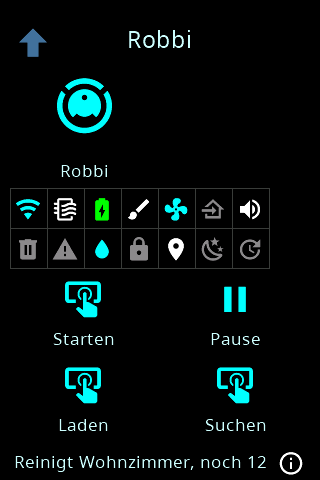 Robbi
Robbi
Starten Pause
Laden Suchen
Reinigt Wohnzimmer, noch 12